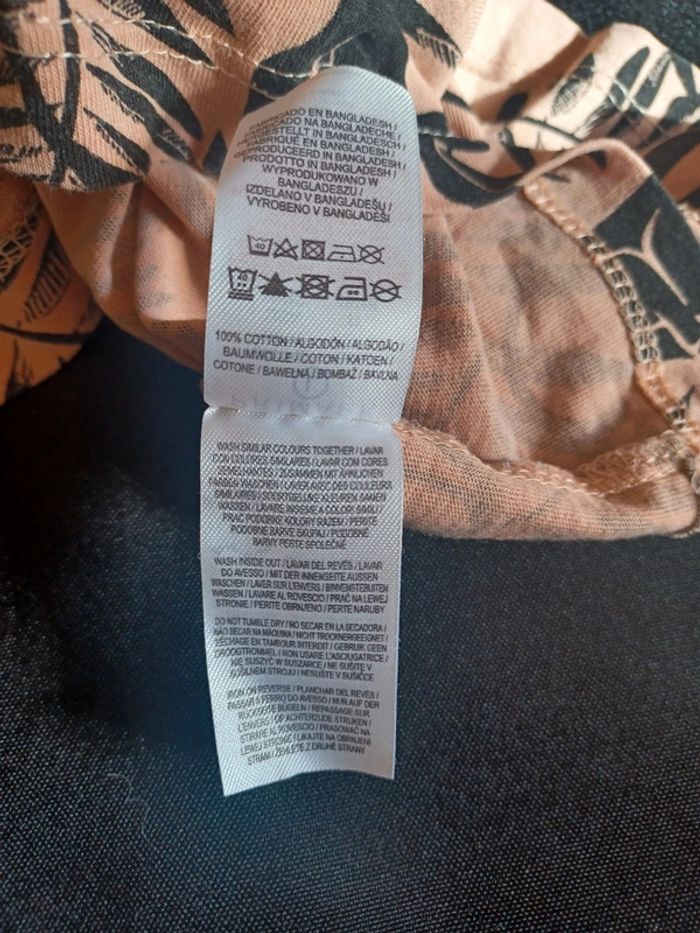 FABRICADO EN BANGLADESH /
FABRICADO NA BANGLADECHE /
HERGESTELLT IN BANGLADESCH /
FABRIQUÉ EN BANGLADESH /
GEPRODUCEERD IN BANGLADESH /
PRODOTTO IN BANGLADESH /
WYPRODUKOWANO W
BANGLADESZU /
IZDELANO V BANGLADEŠU /
VYROBENO V BANGLADÉŠI
40
40
100% COTTON / ALGODÓN / ALGODÃO /
BAUMWOLLE / COTON / KATOEN /
COTONE / BAWEŁNA / BOMBAŽ / BAVLNA
WASH SIMILAR COLOURS TOGETHER / LAVAR
CON COLORES SIMILARES / LAVAR COM CORES
SEMELHANTES / ZUSAMMEN MIT ÄHNLICHEN
FARBEN WASCHEN / LAVER AVEC DES COULEURS
SIMILAIRES / SOORTGELIJKE KLEUREN SAMEN
WASSEN / LAVARE INSIEME A COLORI SIMILI /
PRAĆ PODOBNE KOLORY RAZEM / PERITE
PODOBNE BARVE SKUPAJ / PODOBNÉ
BARVY PERTE SPOLEČNĚ
WASH INSIDE OUT / LAVAR DEL REVÉS / LAVAR
DO AVESSO / MIT DER INNENSEITE AUSSEN
WASCHEN / LAVER SUR L'ENVERS / BINNENSTEBUITEN
WASSEN / LAVARE AL ROVESCIO / PRAĆ NA LEWEJ
STRONIE / PERITE OBRNJENO / PERTE NARUBY
DO NOT TUMBLE DRY / NO SECAR EN LA SECADORA /
NÃO SECAR NA MÁQUINA / NICHT TROCKNERGEEIGNET /
SÉCHAGE EN TAMBOUR INTERDIT / GEBRUIK GEEN
DROOGTROMMEL / NON USARE L'ASCIUGATRICE /
NIE SUSZYĆ W SUSZARCE / NE SUŠITE V
SUŠILNEM STROJU / NESUŠTE V SUŠIČCE
IRON ON REVERSE / PLANCHAR DEL REVÉS /
PASSAR A FERRO DO AVESSO / NUR AUF DER
RÜCKSEITE BÜGELN / REPASSAGE SUR
L'ENVERS / OP ACHTERZIJDE STRIJKEN /
STIRARE AL ROVESCIO / PRASOWAĆ NA
LEWEJ STRONIE / LIKAJTE NA OBRNJENI
STRANI / ŽEHLETE Z DRUHÉ STRANY